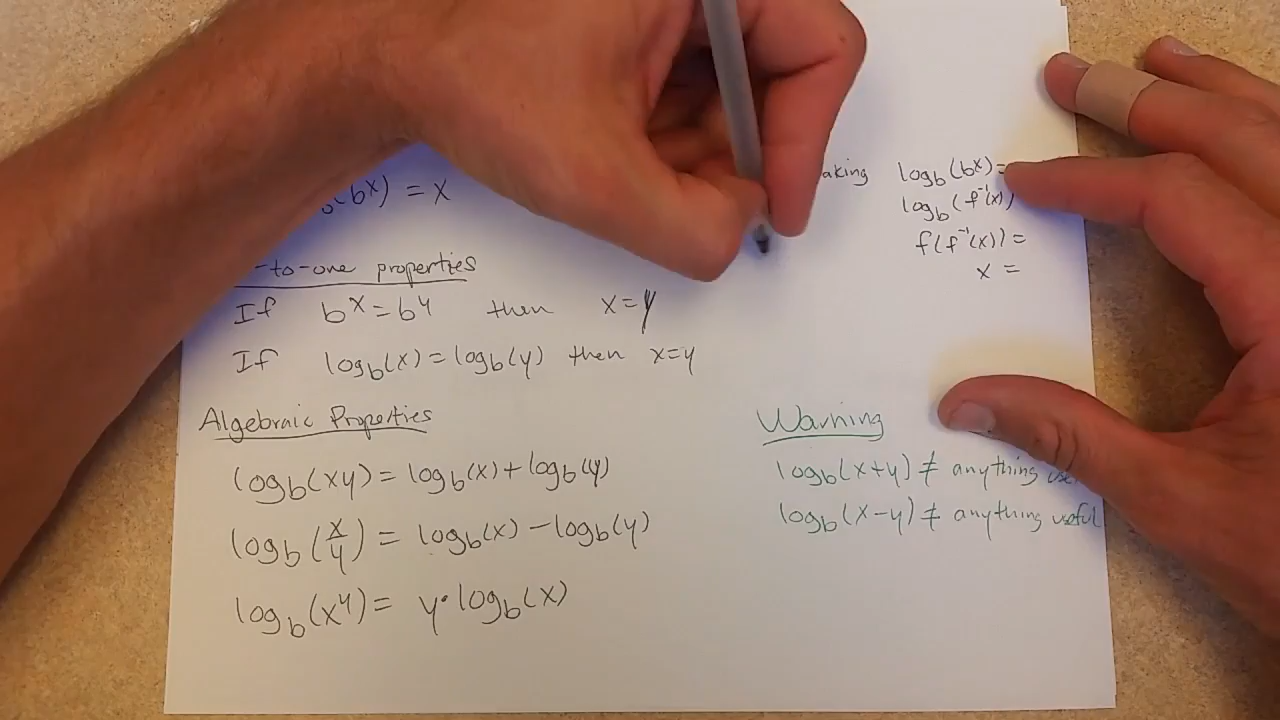 (bx) = x
aking log_b(b^x)=
log_b(f^-1(x))
f(f^-1(x)) =
x =
-to-one properties
If b^x = b^y then x = y
If log_b(x) = log_b(y) then x=y
Algebraic Properties
log_b(xy) = log_b(x) + log_b(y)
log_b(x/y) = log_b(x) - log_b(y)
log_b(x^y) = y·log_b(x)
Warning
log_b(x+y) ≠ anything
log_b(x-y) ≠ anything useful